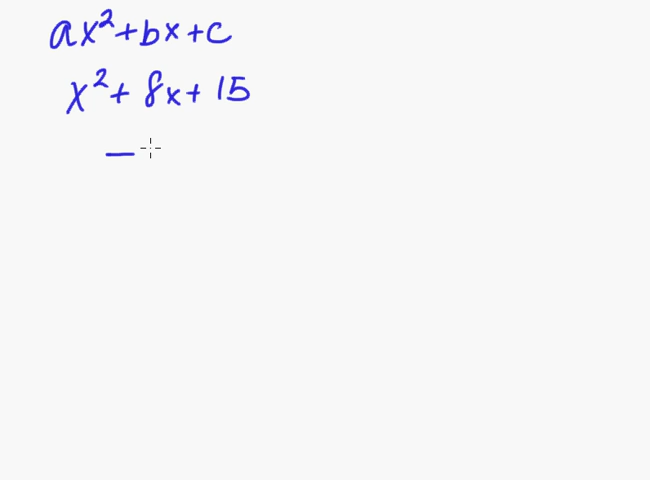 ax²+bx+c
x²+ 8x+ 15
—